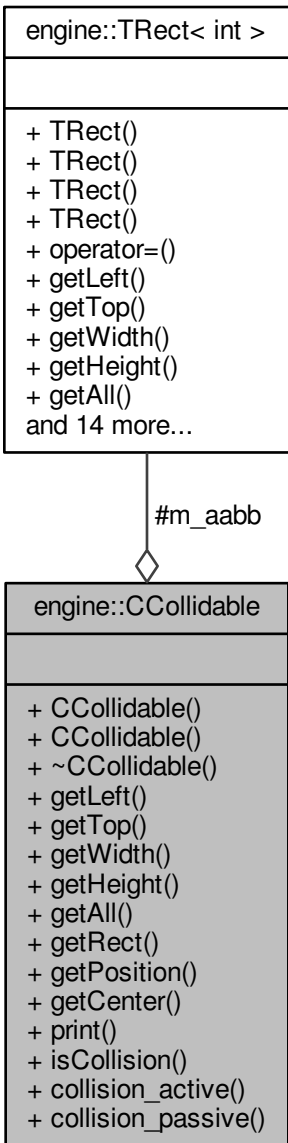 engine::TRect< int >
+ TRect()
+ TRect()
+ TRect()
+ TRect()
+ operator=()
+ getLeft()
+ getTop()
+ getWidth()
+ getHeight()
+ getAll()
and 14 more...
#m_aabb
engine::CCollidable
+ CCollidable()
+ CCollidable()
+ ~CCollidable()
+ getLeft()
+ getTop()
+ getWidth()
+ getHeight()
+ getAll()
+ getRect()
+ getPosition()
+ getCenter()
+ print()
+ isCollision()
+ collision_active()
+ collision_passive()